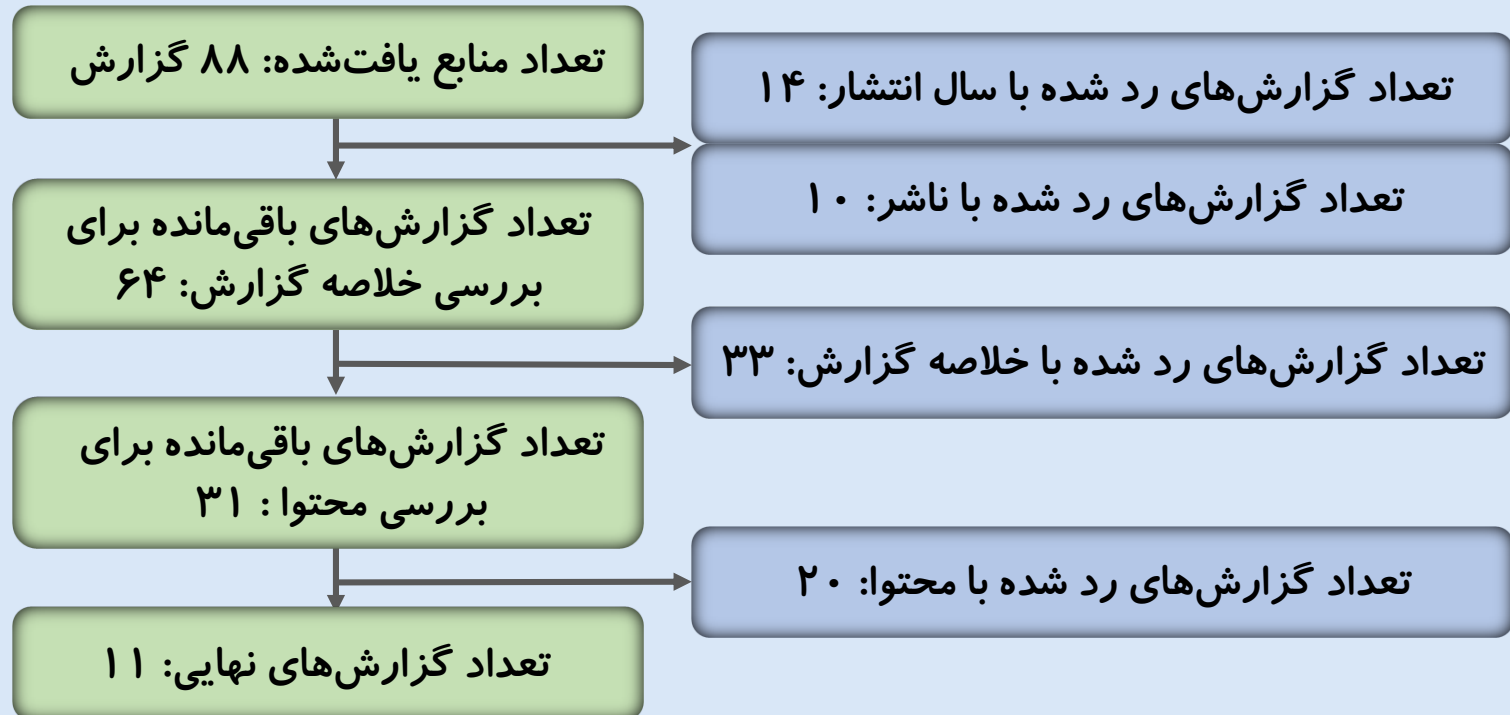 تعداد منابع یافت‌شده: ۸۸ گزارش
تعداد گزارش‌های رد شده با سال انتشار: ۱۴
تعداد گزارش‌های رد شده با ناشر: ۱۰
تعداد گزارش‌های باقی‌مانده برای
بررسی خلاصه گزارش: ۶۴
تعداد گزارش‌های رد شده با خلاصه گزارش: ۳۳
تعداد گزارش‌های باقی‌مانده برای
بررسی محتوا : ۳۱
تعداد گزارش‌های رد شده با محتوا: ۲۰
تعداد گزارش‌های نهایی: ۱۱